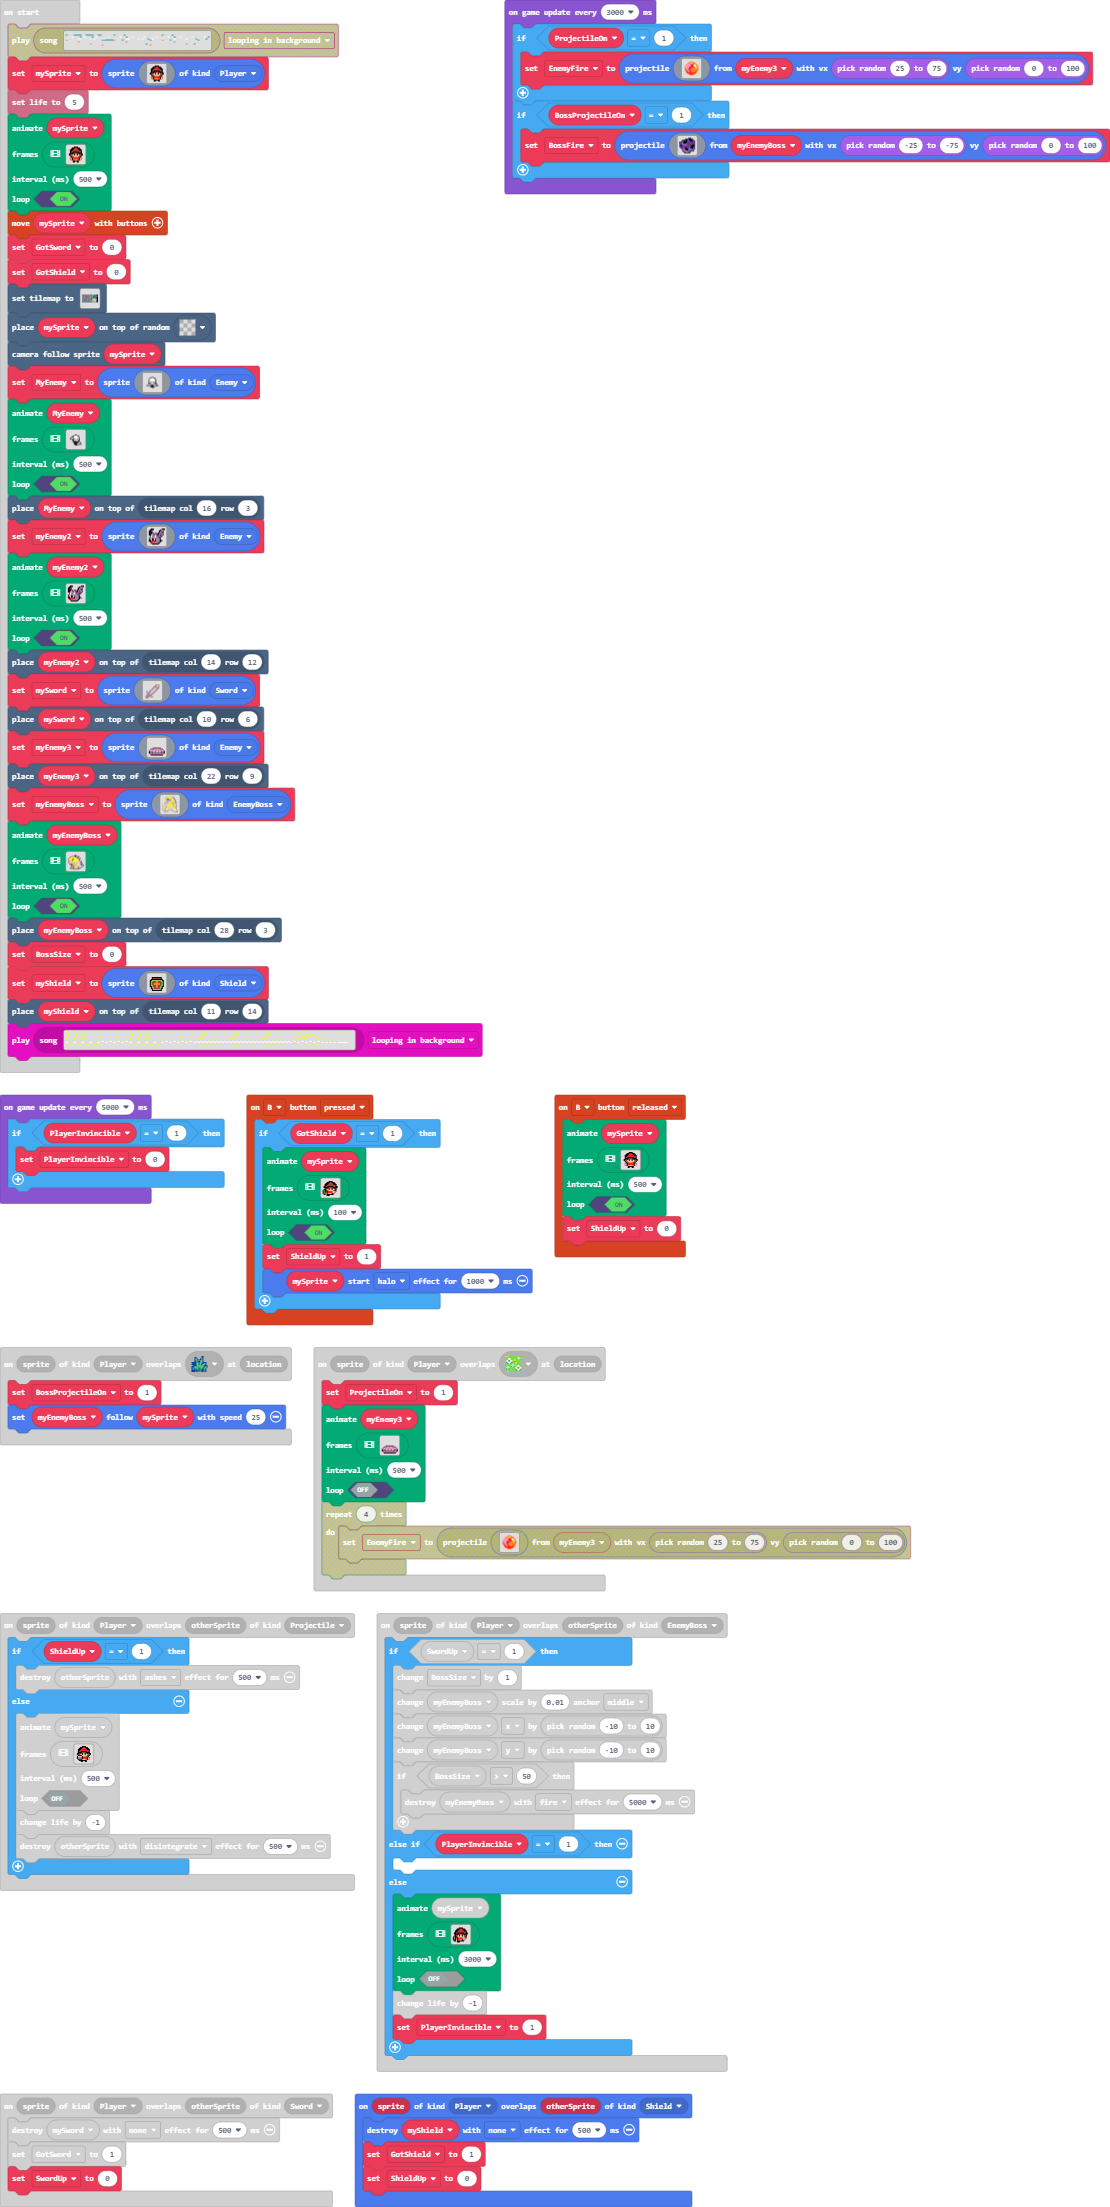 on start
play song looping in background
set mySprite to sprite of kind Player
set life to 5
animate mySprite
frames
interval (ms) 500
loop ON
move mySprite with buttons
set GotSword to 0
set GotShield to 0
set tilemap to
place mySprite on top of random
camera follow sprite mySprite
set MyEnemy to sprite of kind Enemy
animate MyEnemy
frames
interval (ms) 500
loop ON
place MyEnemy on top of tilemap col 16 row 3
set myEnemy2 to sprite of kind Enemy
animate myEnemy2
frames
interval (ms) 500
loop ON
place myEnemy2 on top of tilemap col 14 row 12
set mySword to sprite of kind Sword
place mySword on top of tilemap col 10 row 6
set myEnemy3 to sprite of kind Enemy
place myEnemy3 on top of tilemap col 22 row 9
set myEnemyBoss to sprite of kind EnemyBoss
animate myEnemyBoss
frames
interval (ms) 500
loop ON
place myEnemyBoss on top of tilemap col 28 row 3
set BossSize to 0
set myShield to sprite of kind Shield
place myShield on top of tilemap col 11 row 14
play song looping in background
on game update every 3000 ms
if ProjectileOn = 1 then
set EnemyFire to projectile from myEnemy3 with vx pick random 25 to 75 vy pick random 0 to 100
if BossProjectileOn = 1 then
set BossFire to projectile from myEnemyBoss with vx pick random -25 to -75 vy pick random 0 to 100
on game update every 5000 ms
if PlayerInvincible = 1 then
set PlayerInvincible to 0
on B button pressed
if GotShield = 1 then
animate mySprite
frames
interval (ms) 100
loop ON
set ShieldUp to 1
mySprite start halo effect for 1000 ms
on B button released
animate mySprite
frames
interval (ms) 500
loop ON
set ShieldUp to 0
on sprite of kind Player overlaps at location
set BossProjectileOn to 1
set myEnemyBoss follow mySprite with speed 25
on sprite of kind Player overlaps at location
set ProjectileOn to 1
animate myEnemy3
frames
interval (ms) 500
loop OFF
repeat 4 times
do set EnemyFire to projectile from myEnemy3 with vx pick random 25 to 75 vy pick random 0 to 100
on sprite of kind Player overlaps otherSprite of kind Projectile
if ShieldUp = 1 then
destroy otherSprite with ashes effect for 500 ms
else
animate mySprite
frames
interval (ms) 500
loop OFF
change life by -1
destroy otherSprite with disintegrate effect for 500 ms
on sprite of kind Player overlaps otherSprite of kind EnemyBoss
if SwordUp = 1 then
change BossSize by 1
change myEnemyBoss scale by 0.01 anchor middle
change myEnemyBoss x by pick random -10 to 10
change myEnemyBoss y by pick random -10 to 10
if BossSize > 50 then
destroy myEnemyBoss with fire effect for 5000 ms
else if PlayerInvincible = 1 then
else
animate mySprite
frames
interval (ms) 3000
loop OFF
change life by -1
set PlayerInvincible to 1
on sprite of kind Player overlaps otherSprite of kind Sword
destroy mySword with none effect for 500 ms
set GotSword to 1
set SwordUp to 0
on sprite of kind Player overlaps otherSprite of kind Shield
destroy myShield with none effect for 500 ms
set GotShield to 1
set ShieldUp to 0